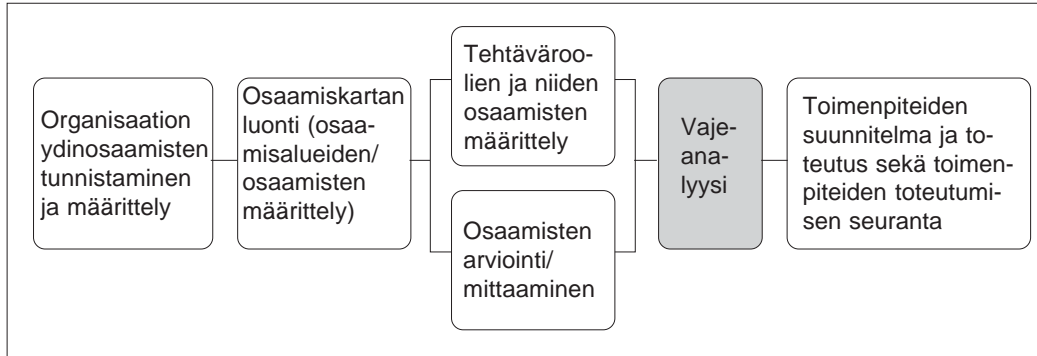 Organisaation
ydinosaamisten
tunnistaminen
ja määrittely
Osaamiskartan
luonti (osaa-
misalueiden/
osaamisten
määrittely)
Tehtäväroo-
lien ja niiden
osaamisten
määrittely
Osaamisten
arviointi/
mittaaminen
Vaje-
ana-
lyysi
Toimenpiteiden
suunnitelma ja to-
teutus sekä toimen-
piteiden toteutumi-
sen seuranta